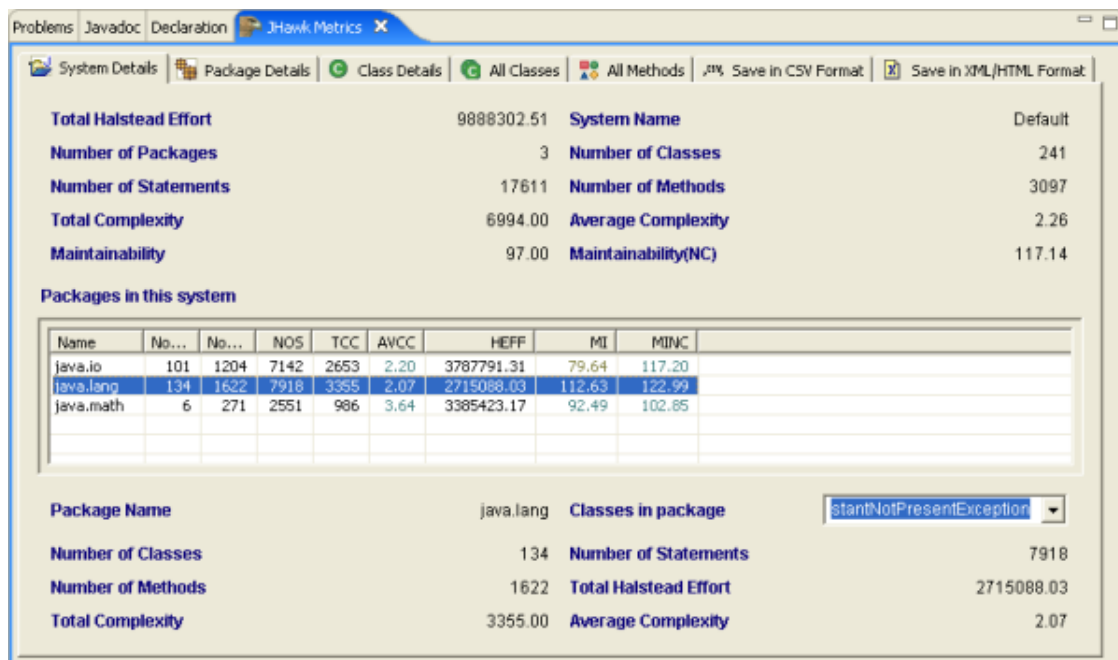 Problems Javadoc Declaration JHawk Metrics
System Details Package Details Class Details All Classes All Methods Save in CSV Format Save in XML/HTML Format
Total Halstead Effort 9888302.51 System Name Default
Number of Packages 3 Number of Classes 241
Number of Statements 17611 Number of Methods 3097
Total Complexity 6994.00 Average Complexity 2.26
Maintainability 97.00 Maintainability(NC) 117.14
Packages in this system
Name No... No... NOS TCC AVCC HEFF MI MINC
java.io 101 1204 7142 2653 2.20 3787791.31 79.64 117.20
java.lang 134 1622 7918 3355 2.07 2715088.03 112.63 122.99
java.math 6 271 2551 986 3.64 3385423.17 92.49 102.85
Package Name java.lang Classes in package stantNotPresentException
Number of Classes 134 Number of Statements 7918
Number of Methods 1622 Total Halstead Effort 2715088.03
Total Complexity 3355.00 Average Complexity 2.07